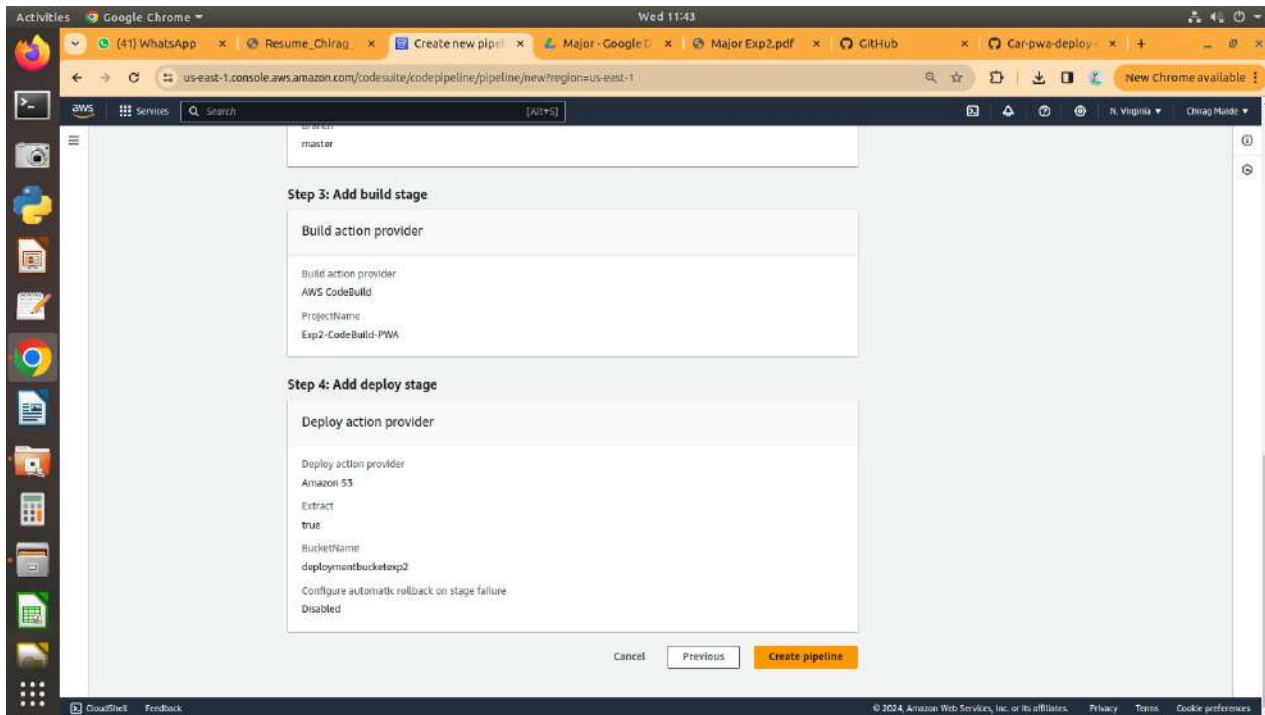 Activities Google Chrome Wed 11:43
(41) WhatsApp Resume_Chirag_ Create new pipel Major - Google D Major Exp2.pdf GitHub Car-pwa-deploy-
us-east-1.console.aws.amazon.com/codesuite/codepipeline/pipeline/new?region=us-east-1 New Chrome available
aws Services Search [Alt+S] N. Virginia Chirag Maide
branch
master
Step 3: Add build stage
Build action provider
Build action provider
AWS CodeBuild
ProjectName
Exp2-CodeBuild-PWA
Step 4: Add deploy stage
Deploy action provider
Deploy action provider
Amazon S3
Extract
true
BucketName
deploymentbucketexp2
Configure automatic rollback on stage failure
Disabled
Cancel Previous Create pipeline
CloudShell Feedback © 2024, Amazon Web Services, Inc. or its affiliates. Privacy Terms Cookie preferences